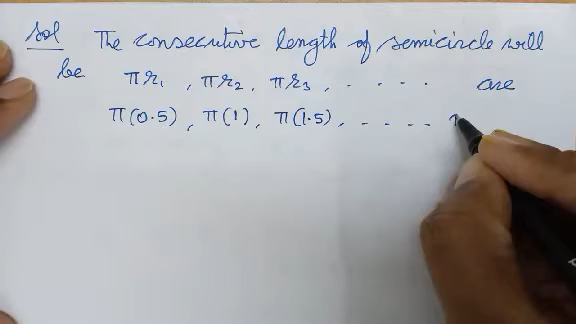 Sol The consecutive length of semicircle will
be πr₁, πr₂, πr₃, . . . . are
π(0.5), π(1), π(1.5), . . . .